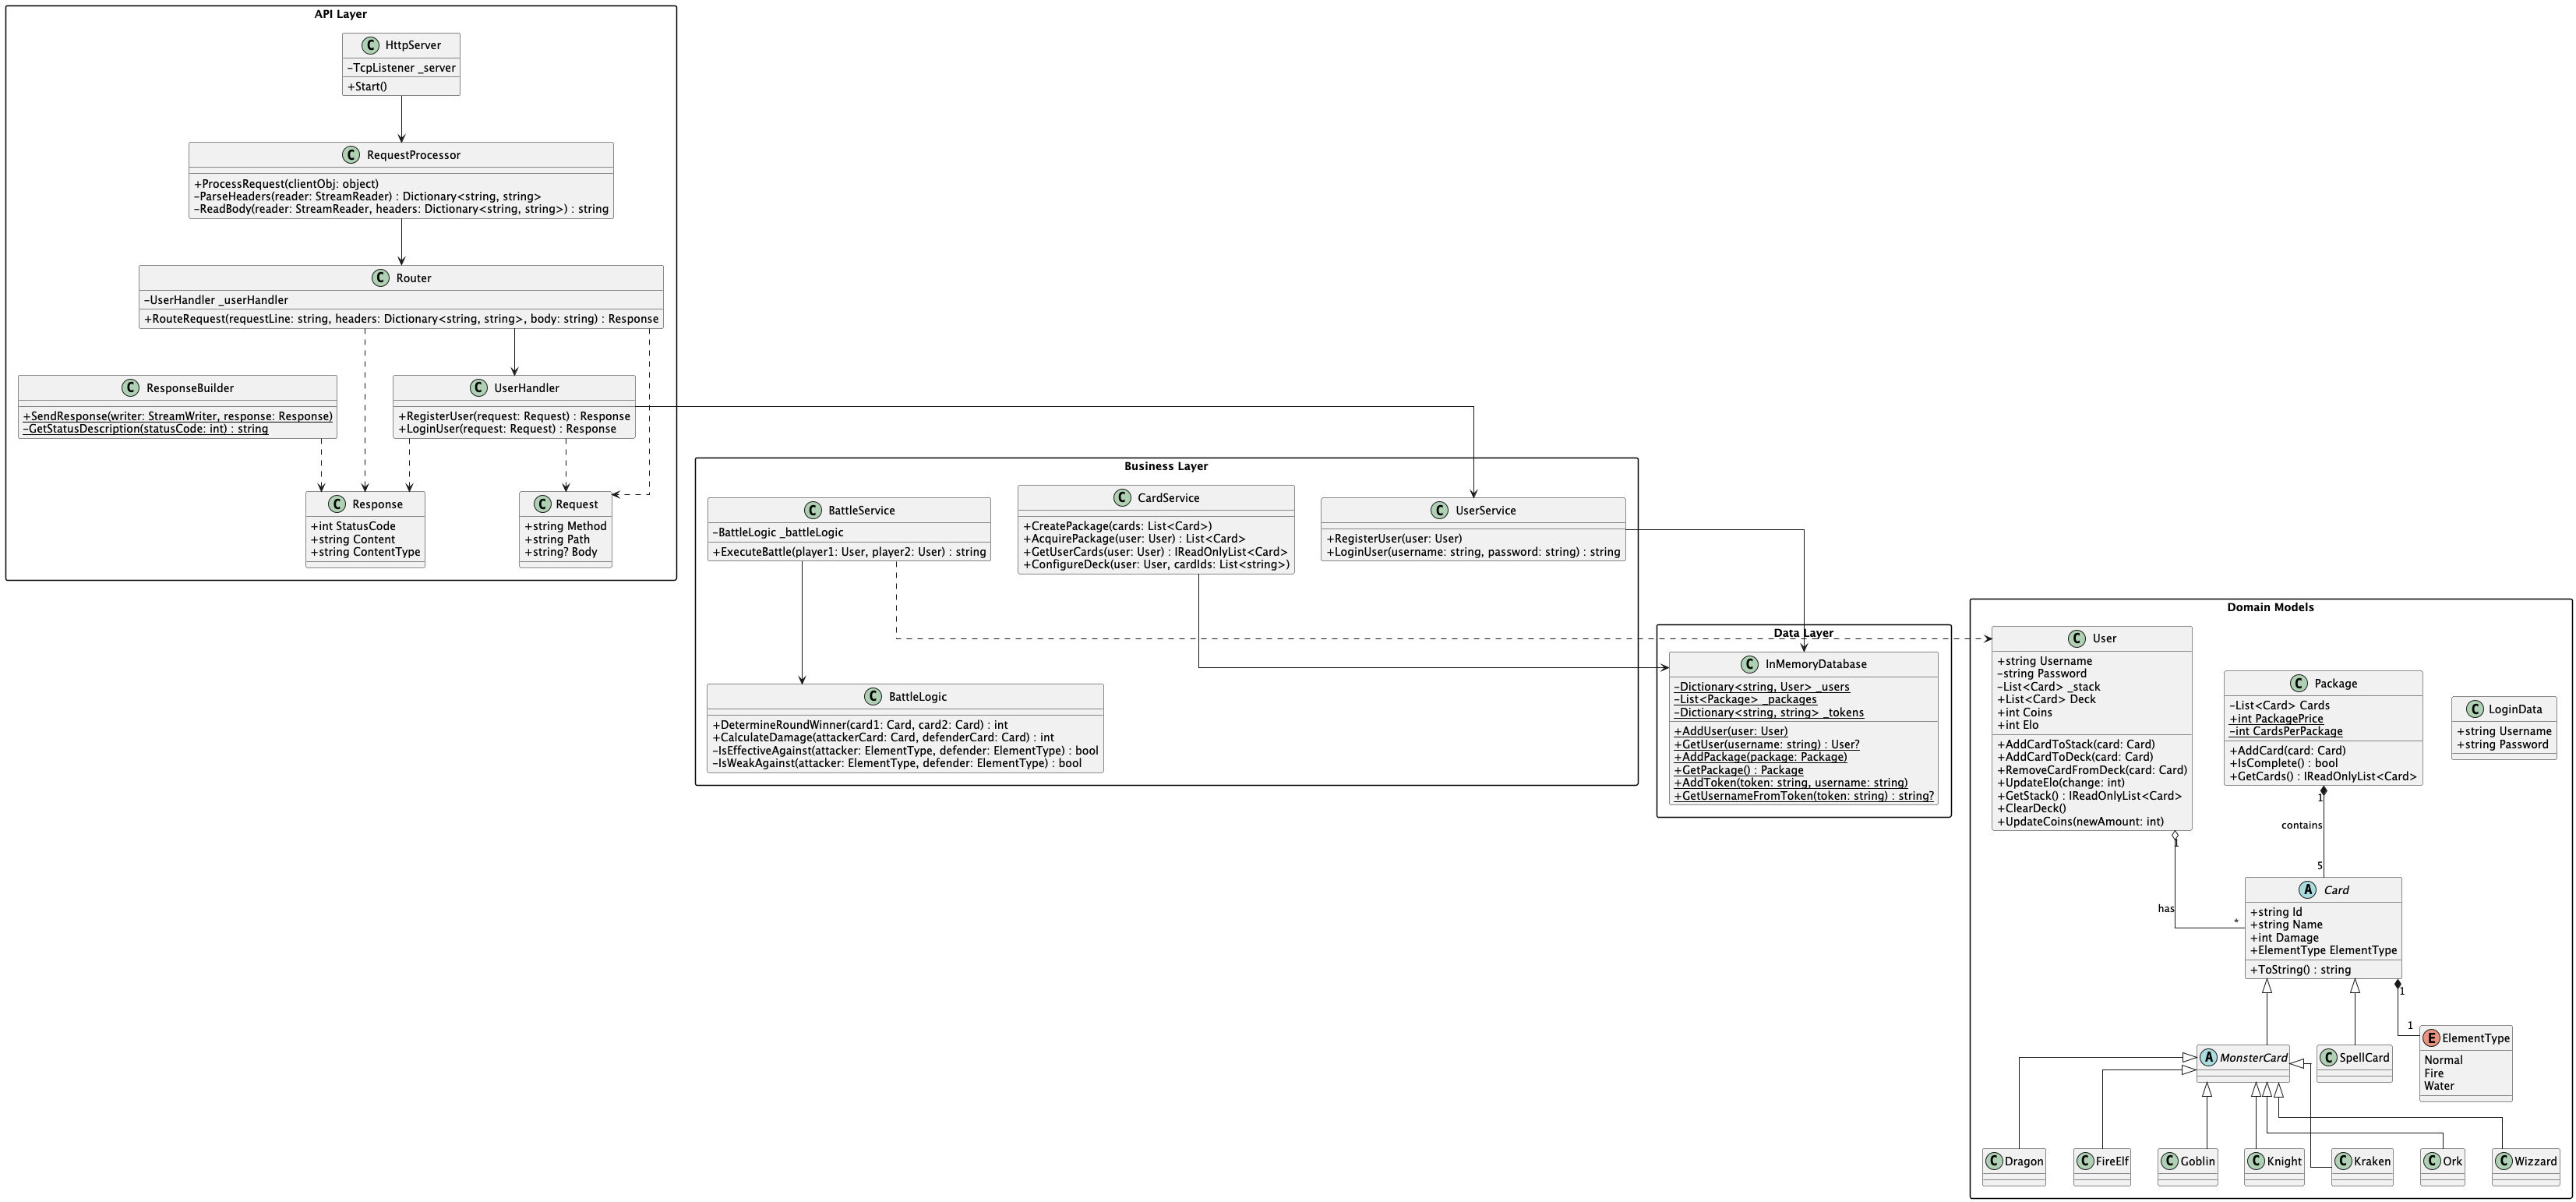 API Layer
C HttpServer
-TcpListener _server
+Start()
C RequestProcessor
+ProcessRequest(clientObj: object)
-ParseHeaders(reader: StreamReader) : Dictionary<string, string>
-ReadBody(reader: StreamReader, headers: Dictionary<string, string>) : string
C Router
-UserHandler _userHandler
+RouteRequest(requestLine: string, headers: Dictionary<string, string>, body: string) : Response
C ResponseBuilder
+SendResponse(writer: StreamWriter, response: Response)
-GetStatusDescription(statusCode: int) : string
C UserHandler
+RegisterUser(request: Request) : Response
+LoginUser(request: Request) : Response
C Response
+int StatusCode
+string Content
+string ContentType
C Request
+string Method
+string Path
+string? Body
Business Layer
C BattleService
-BattleLogic _battleLogic
+ExecuteBattle(player1: User, player2: User) : string
C CardService
+CreatePackage(cards: List<Card>)
+AcquirePackage(user: User) : List<Card>
+GetUserCards(user: User) : IReadOnlyList<Card>
+ConfigureDeck(user: User, cardIds: List<string>)
C UserService
+RegisterUser(user: User)
+LoginUser(username: string, password: string) : string
C BattleLogic
+DetermineRoundWinner(card1: Card, card2: Card) : int
+CalculateDamage(attackerCard: Card, defenderCard: Card) : int
-IsEffectiveAgainst(attacker: ElementType, defender: ElementType) : bool
-IsWeakAgainst(attacker: ElementType, defender: ElementType) : bool
Data Layer
C InMemoryDatabase
-Dictionary<string, User> _users
-List<Package> _packages
-Dictionary<string, string> _tokens
+AddUser(user: User)
+GetUser(username: string) : User?
+AddPackage(package: Package)
+GetPackage() : Package
+AddToken(token: string, username: string)
+GetUsernameFromToken(token: string) : string?
Domain Models
C User
+string Username
-string Password
-List<Card> _stack
+List<Card> Deck
+int Coins
+int Elo
+AddCardToStack(card: Card)
+AddCardToDeck(card: Card)
+RemoveCardFromDeck(card: Card)
+UpdateElo(change: int)
+GetStack() : IReadOnlyList<Card>
+ClearDeck()
+UpdateCoins(newAmount: int)
C Package
-List<Card> Cards
+int PackagePrice
-int CardsPerPackage
+AddCard(card: Card)
+IsComplete() : bool
+GetCards() : IReadOnlyList<Card>
C LoginData
+string Username
+string Password
1
contains
5
1
has
*
A Card
+string Id
+string Name
+int Damage
+ElementType ElementType
+ToString() : string
1
1
A MonsterCard
C SpellCard
E ElementType
Normal
Fire
Water
C Dragon
C FireElf
C Goblin
C Knight
C Kraken
C Ork
C Wizzard